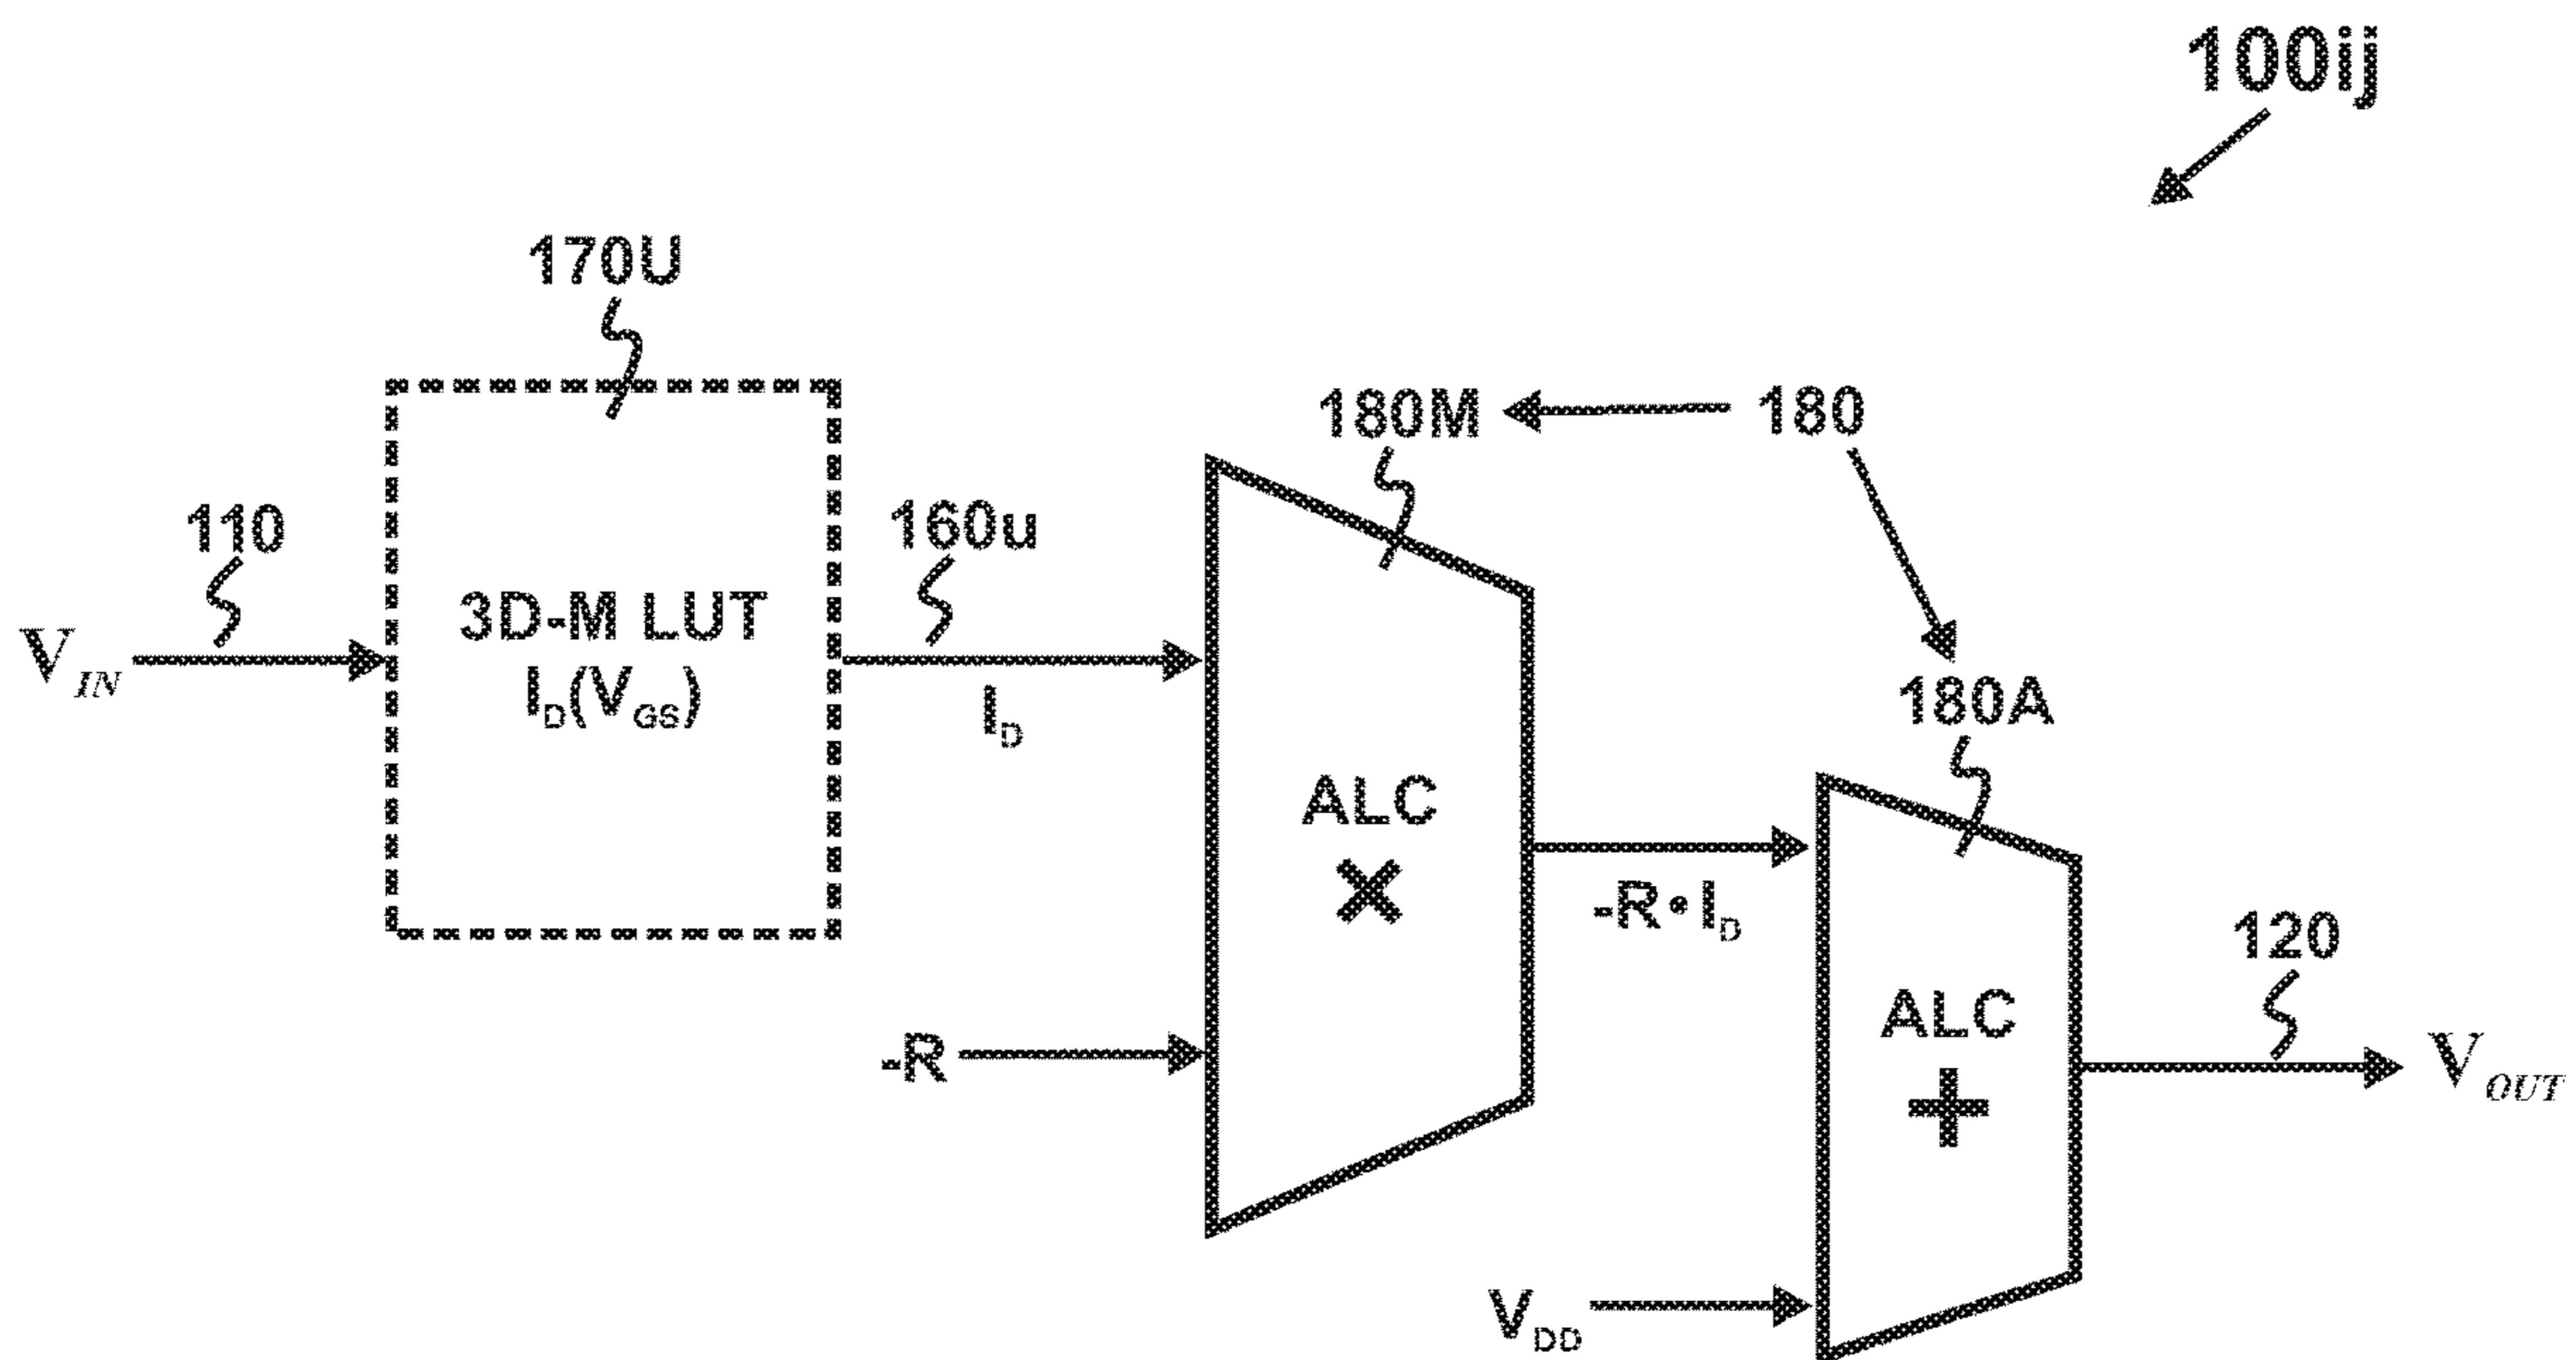 100ij
170U
180M
180
110
160u
3D-M LUT
V_IN
I_D(V_GS)
I_D
180A
ALC
×
-R•I_D
120
-R
ALC
+
V_OUT
V_DD